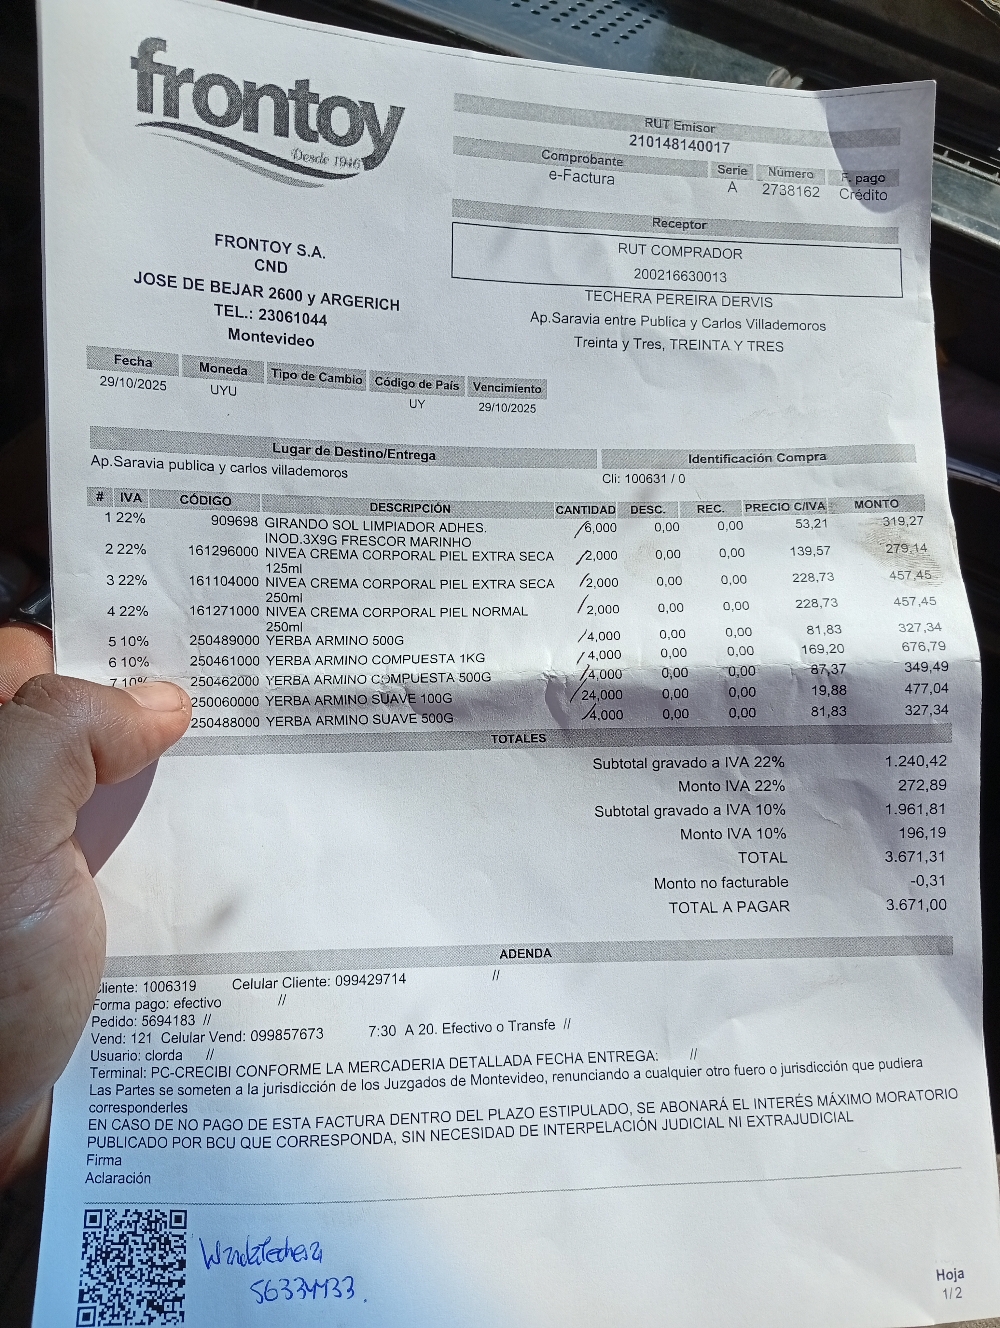 frontoy
Desde 1946
RUT Emisor
210148140017
Comprobante Serie Número F. pago
e-Factura A 2738162 Crédito
Receptor
RUT COMPRADOR
200216630013
TECHERA PEREIRA DERVIS
Ap.Saravia entre Publica y Carlos Villademoros
Treinta y Tres, TREINTA Y TRES
FRONTOY S.A.
CND
JOSE DE BEJAR 2600 y ARGERICH
TEL.: 23061044
Montevideo
Fecha Moneda Tipo de Cambio Código de País Vencimiento
29/10/2025 UYU UY 29/10/2025
Lugar de Destino/Entrega Identificación Compra
Ap.Saravia publica y carlos villademoros Cli: 100631 / 0
# IVA CÓDIGO DESCRIPCIÓN CANTIDAD DESC. REC. PRECIO C/IVA MONTO
1 22% 909698 GIRANDO SOL LIMPIADOR ADHES. 6,000 0,00 0,00 53,21 319,27
INOD.3X9G FRESCOR MARINHO
2 22% 161296000 NIVEA CREMA CORPORAL PIEL EXTRA SECA 2,000 0,00 0,00 139,57 279,14
125ml
3 22% 161104000 NIVEA CREMA CORPORAL PIEL EXTRA SECA 2,000 0,00 0,00 228,73 457,45
250ml
4 22% 161271000 NIVEA CREMA CORPORAL PIEL NORMAL 2,000 0,00 0,00 228,73 457,45
250ml
5 10% 250489000 YERBA ARMINO 500G 4,000 0,00 0,00 81,83 327,34
6 10% 250461000 YERBA ARMINO COMPUESTA 1KG 4,000 0,00 0,00 169,20 676,79
7 10% 250462000 YERBA ARMINO COMPUESTA 500G 4,000 0,00 0,00 87,37 349,49
250060000 YERBA ARMINO SUAVE 100G 24,000 0,00 0,00 19,88 477,04
250488000 YERBA ARMINO SUAVE 500G 4,000 0,00 0,00 81,83 327,34
TOTALES
Subtotal gravado a IVA 22% 1.240,42
Monto IVA 22% 272,89
Subtotal gravado a IVA 10% 1.961,81
Monto IVA 10% 196,19
TOTAL 3.671,31
Monto no facturable -0,31
TOTAL A PAGAR 3.671,00
ADENDA
liente: 1006319 Celular Cliente: 099429714 //
Forma pago: efectivo //
Pedido: 5694183 //
Vend: 121 Celular Vend: 099857673 7:30 A 20. Efectivo o Transfe //
Usuario: clorda //
Terminal: PC-CRECIBI CONFORME LA MERCADERIA DETALLADA FECHA ENTREGA: //
Las Partes se someten a la jurisdicción de los Juzgados de Montevideo, renunciando a cualquier otro fuero o jurisdicción que pudiera
corresponderles
EN CASO DE NO PAGO DE ESTA FACTURA DENTRO DEL PLAZO ESTIPULADO, SE ABONARÁ EL INTERÉS MÁXIMO MORATORIO
PUBLICADO POR BCU QUE CORRESPONDA, SIN NECESIDAD DE INTERPELACIÓN JUDICIAL NI EXTRAJUDICIAL
Firma
Aclaración
Hoja
1/2